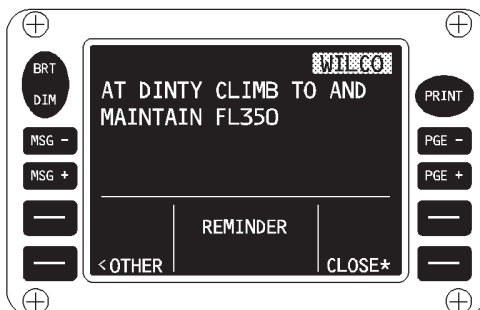 WILCO
BRT
DIM
AT DINTY CLIMB TO AND
MAINTAIN FL350
PRINT
MSG -
PGE -
MSG +
PGE +
REMINDER
<OTHER
CLOSE*